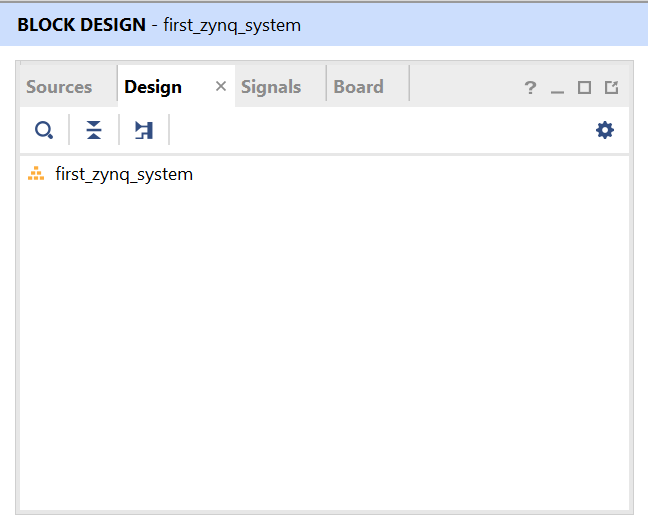 BLOCK DESIGN - first_zynq_system
Sources Design × Signals Board ?
first_zynq_system